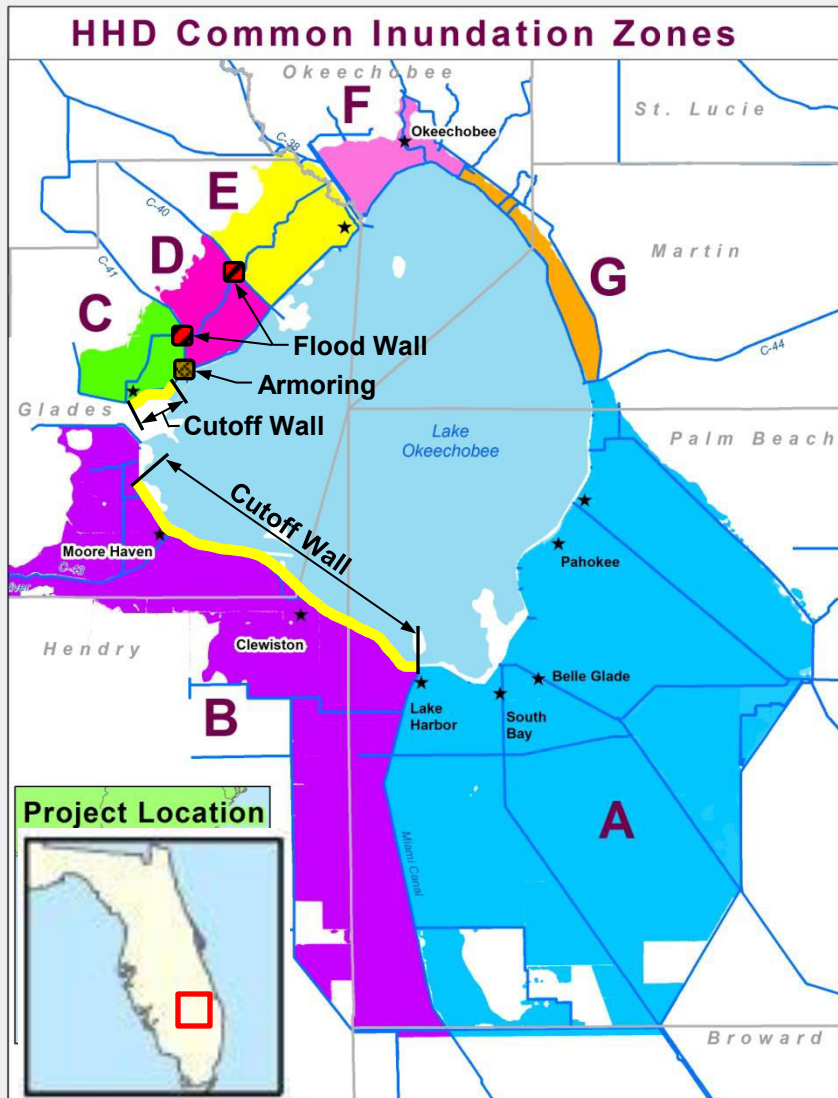 HHD Common Inundation Zones
Okeechobee
F
St. Lucie
Okeechobee
C-38
E
C-40
Martin
D
C-41
G
C
Flood Wall
C-44
Armoring
Glades
Cutoff Wall
Palm Beach
Lake
Okeechobee
Cutoff Wall
Moore Haven
Pahokee
C-43
Hendry
Clewiston
Belle Glade
Lake
Harbor
South
Bay
B
A
Project Location
Miami Canal
Broward